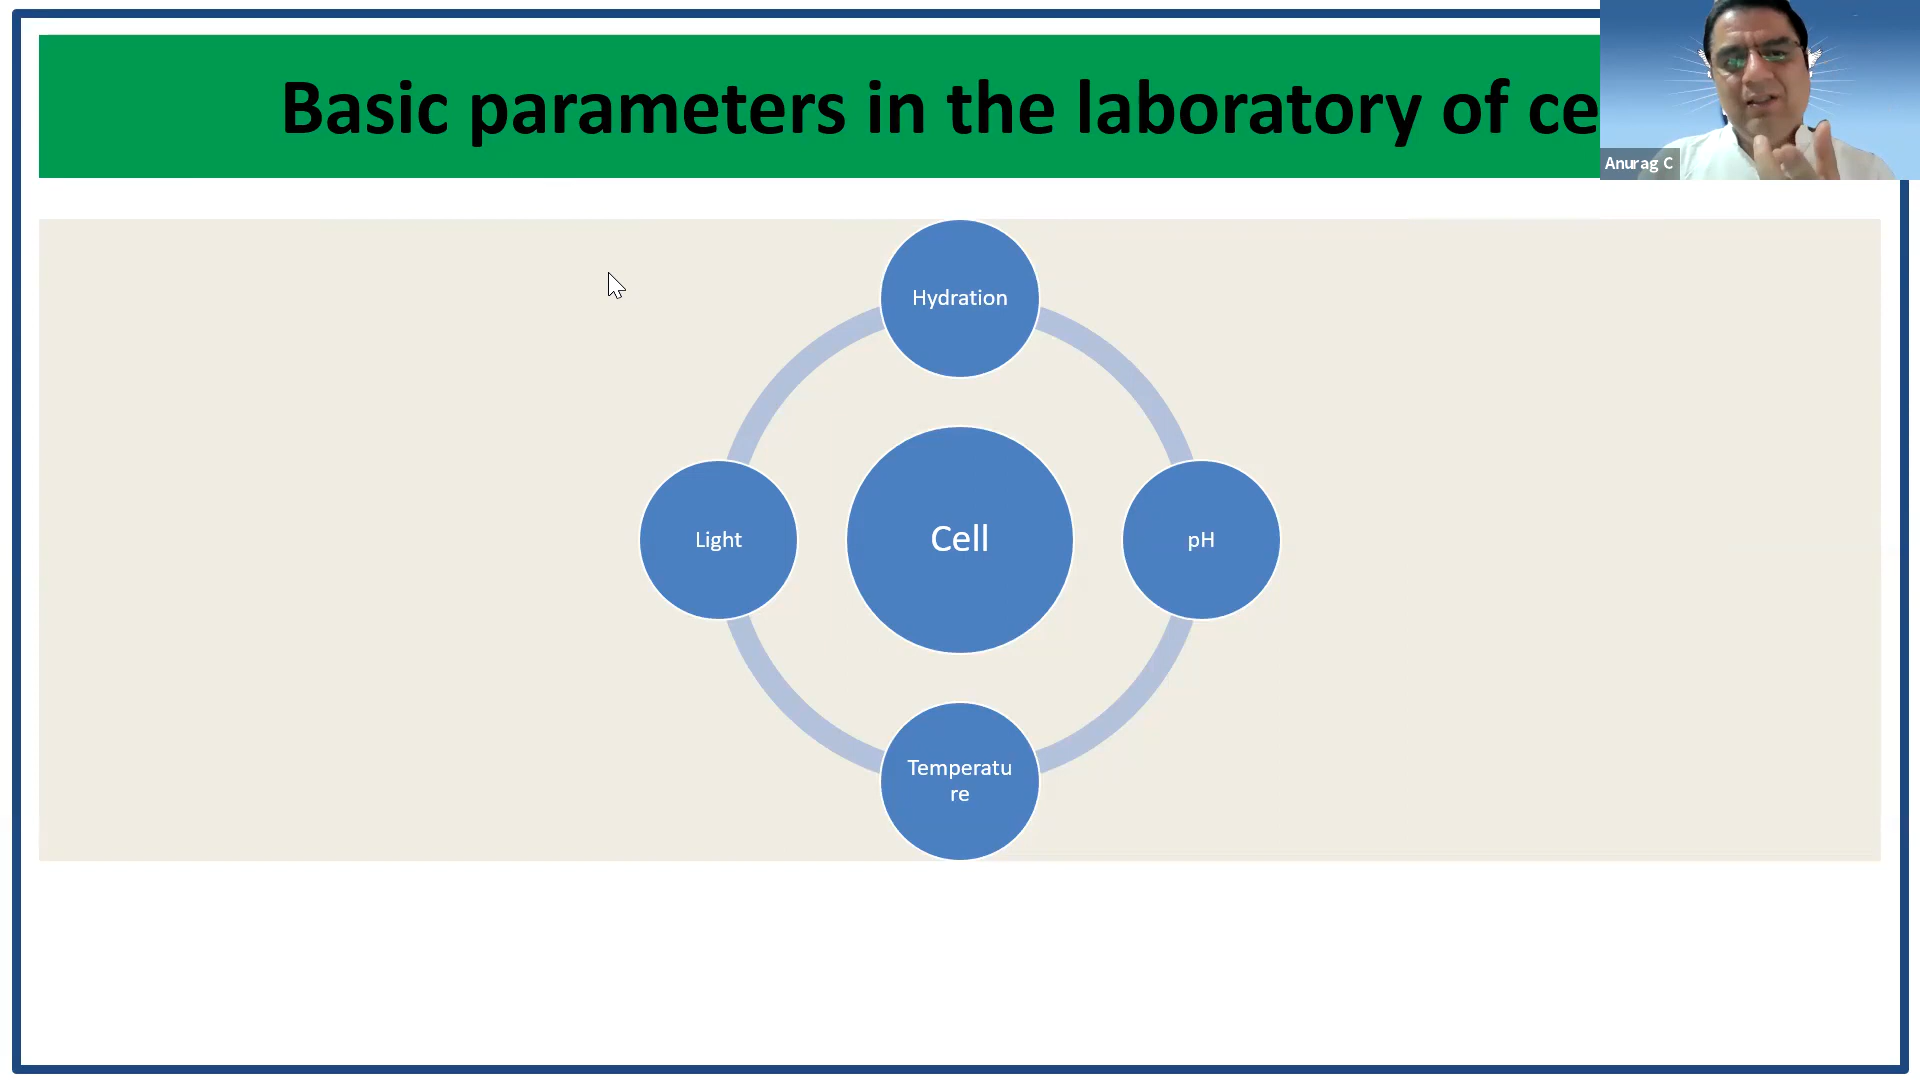 Basic parameters in the laboratory of ce
Anurag C
Hydration
Light
Cell
pH
Temperatu
re